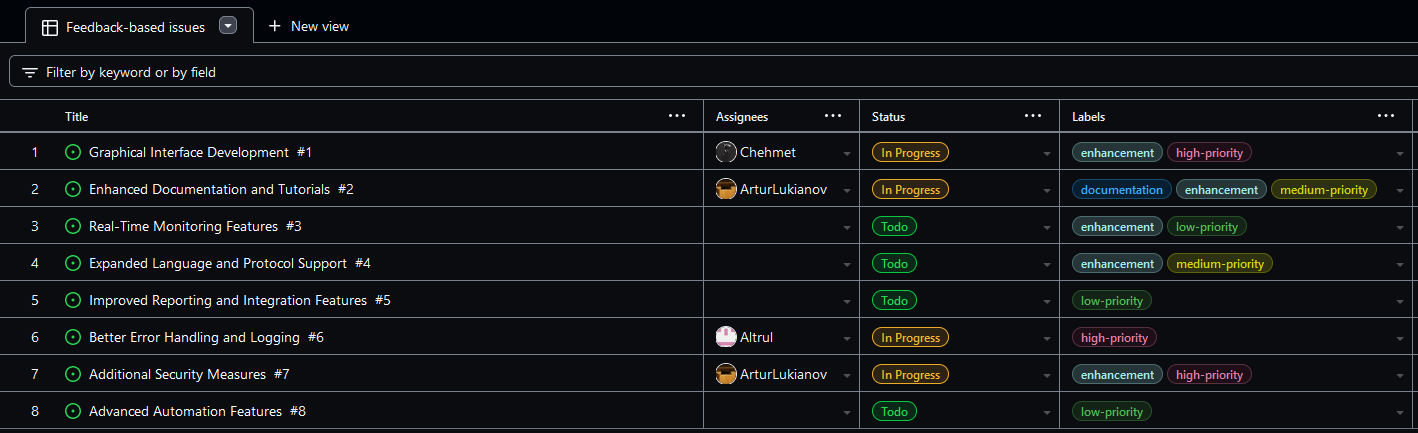 Feedback-based issues New view
Filter by keyword or by field
Title ... Assignees ... Status ... Labels ...
1 Graphical Interface Development #1 Chehmet In Progress enhancement high-priority
2 Enhanced Documentation and Tutorials #2 ArturLukianov In Progress documentation enhancement medium-priority
3 Real-Time Monitoring Features #3 Todo enhancement low-priority
4 Expanded Language and Protocol Support #4 Todo enhancement medium-priority
5 Improved Reporting and Integration Features #5 Todo low-priority
6 Better Error Handling and Logging #6 Altrul In Progress high-priority
7 Additional Security Measures #7 ArturLukianov In Progress enhancement high-priority
8 Advanced Automation Features #8 Todo low-priority